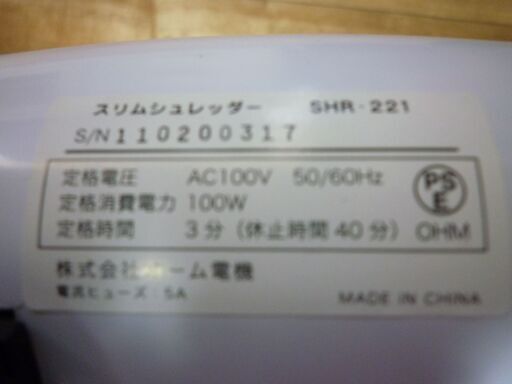 スリムシュレッダー SHR-221
S/N 110200317
定格電圧 AC100V 50/60Hz
定格消費電力 100W
定格時間 3分（休止時間40分）
PSE
OHM
株式会社オーム電機
電流ヒューズ：5A
MADE IN CHINA